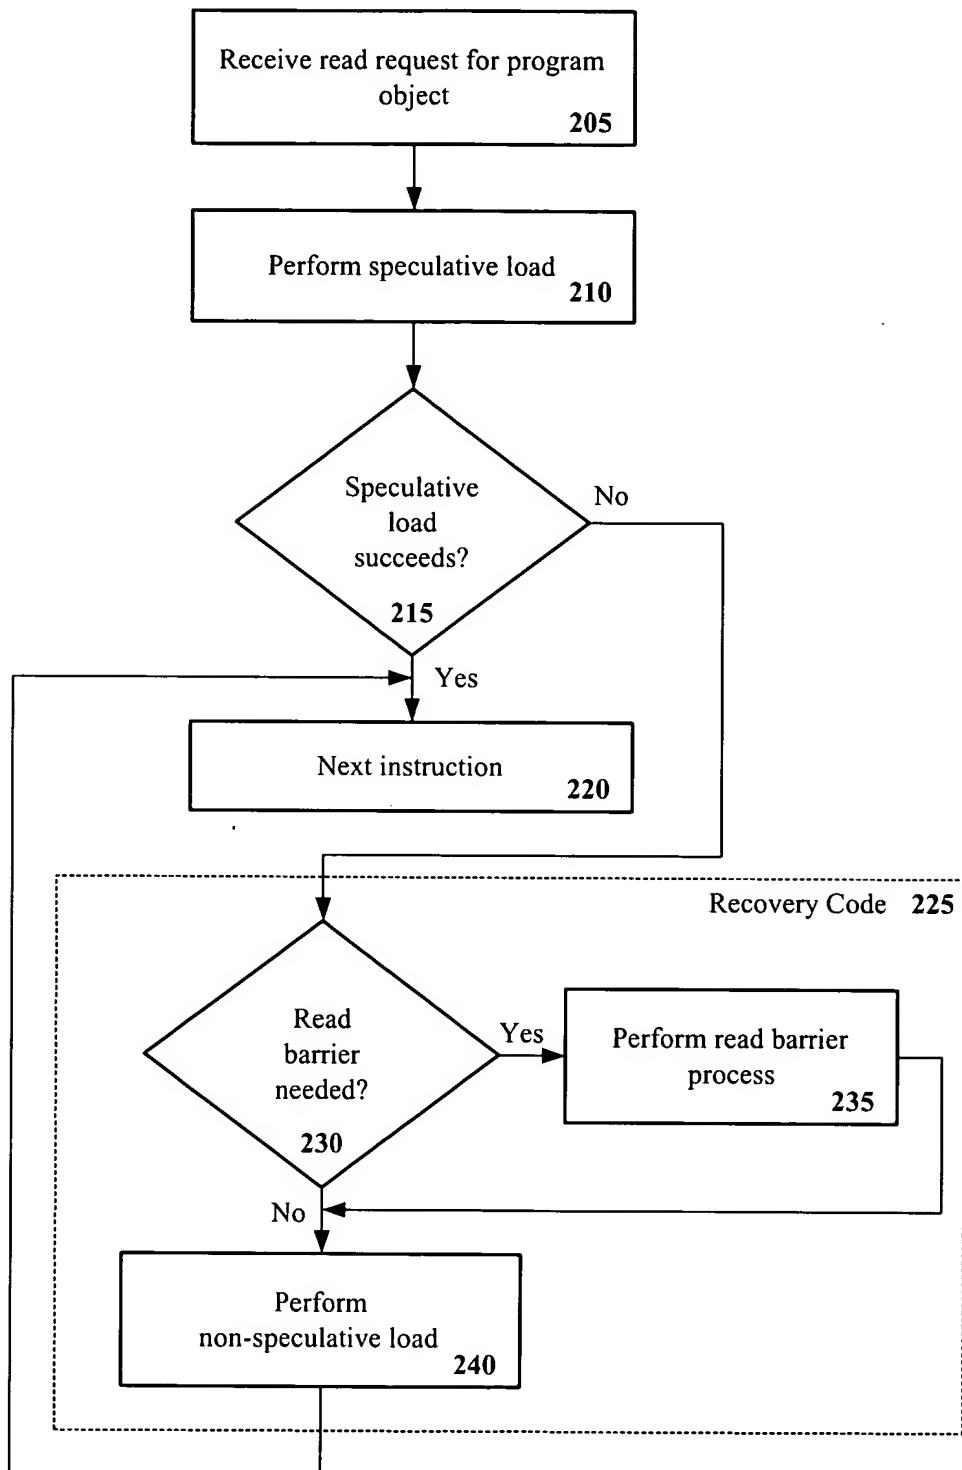 Receive read request for program
object
205
Perform speculative load
210
Speculative
load
succeeds?
215
No
Yes
Next instruction
220
Recovery Code 225
Read
barrier
needed?
230
Yes
Perform read barrier
process
235
No
Perform
non-speculative load
240